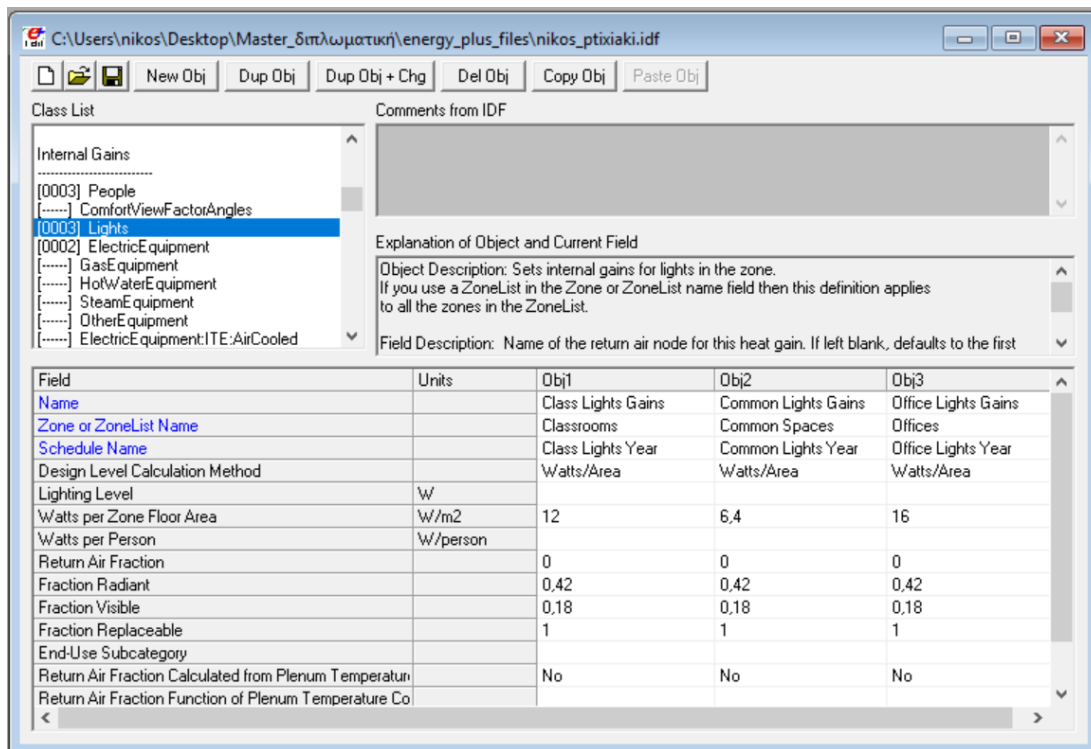 C:\Users\nikos\Desktop\Master_διπλωματική\energy_plus_files\nikos_ptixiaki.idf
New Obj Dup Obj Dup Obj + Chg Del Obj Copy Obj Paste Obj
Class List
Internal Gains
----------------------------
[0003] People
[------] ComfortViewFactorAngles
[0003] Lights
[0002] ElectricEquipment
[------] GasEquipment
[------] HotWaterEquipment
[------] SteamEquipment
[------] OtherEquipment
[------] ElectricEquipment:ITE:AirCooled
Comments from IDF
Explanation of Object and Current Field
Object Description: Sets internal gains for lights in the zone.
If you use a ZoneList in the Zone or ZoneList name field then this definition applies
to all the zones in the ZoneList.
Field Description: Name of the return air node for this heat gain. If left blank, defaults to the first
Field Units Obj1 Obj2 Obj3
Name Class Lights Gains Common Lights Gains Office Lights Gains
Zone or ZoneList Name Classrooms Common Spaces Offices
Schedule Name Class Lights Year Common Lights Year Office Lights Year
Design Level Calculation Method Watts/Area Watts/Area Watts/Area
Lighting Level W
Watts per Zone Floor Area W/m2 12 6,4 16
Watts per Person W/person
Return Air Fraction 0 0 0
Fraction Radiant 0,42 0,42 0,42
Fraction Visible 0,18 0,18 0,18
Fraction Replaceable 1 1 1
End-Use Subcategory
Return Air Fraction Calculated from Plenum Temperatur No No No
Return Air Fraction Function of Plenum Temperature Co